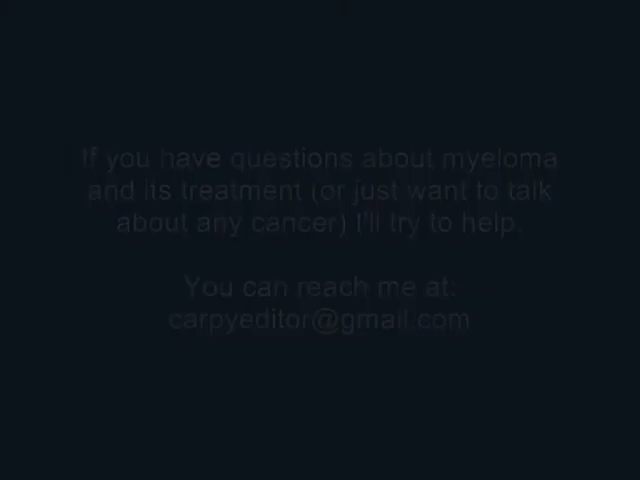 If you have questions about myeloma
and its treatment (or just want to talk
about any cancer) I'll try to help.
You can reach me at:
carpyeditor@gmail.com